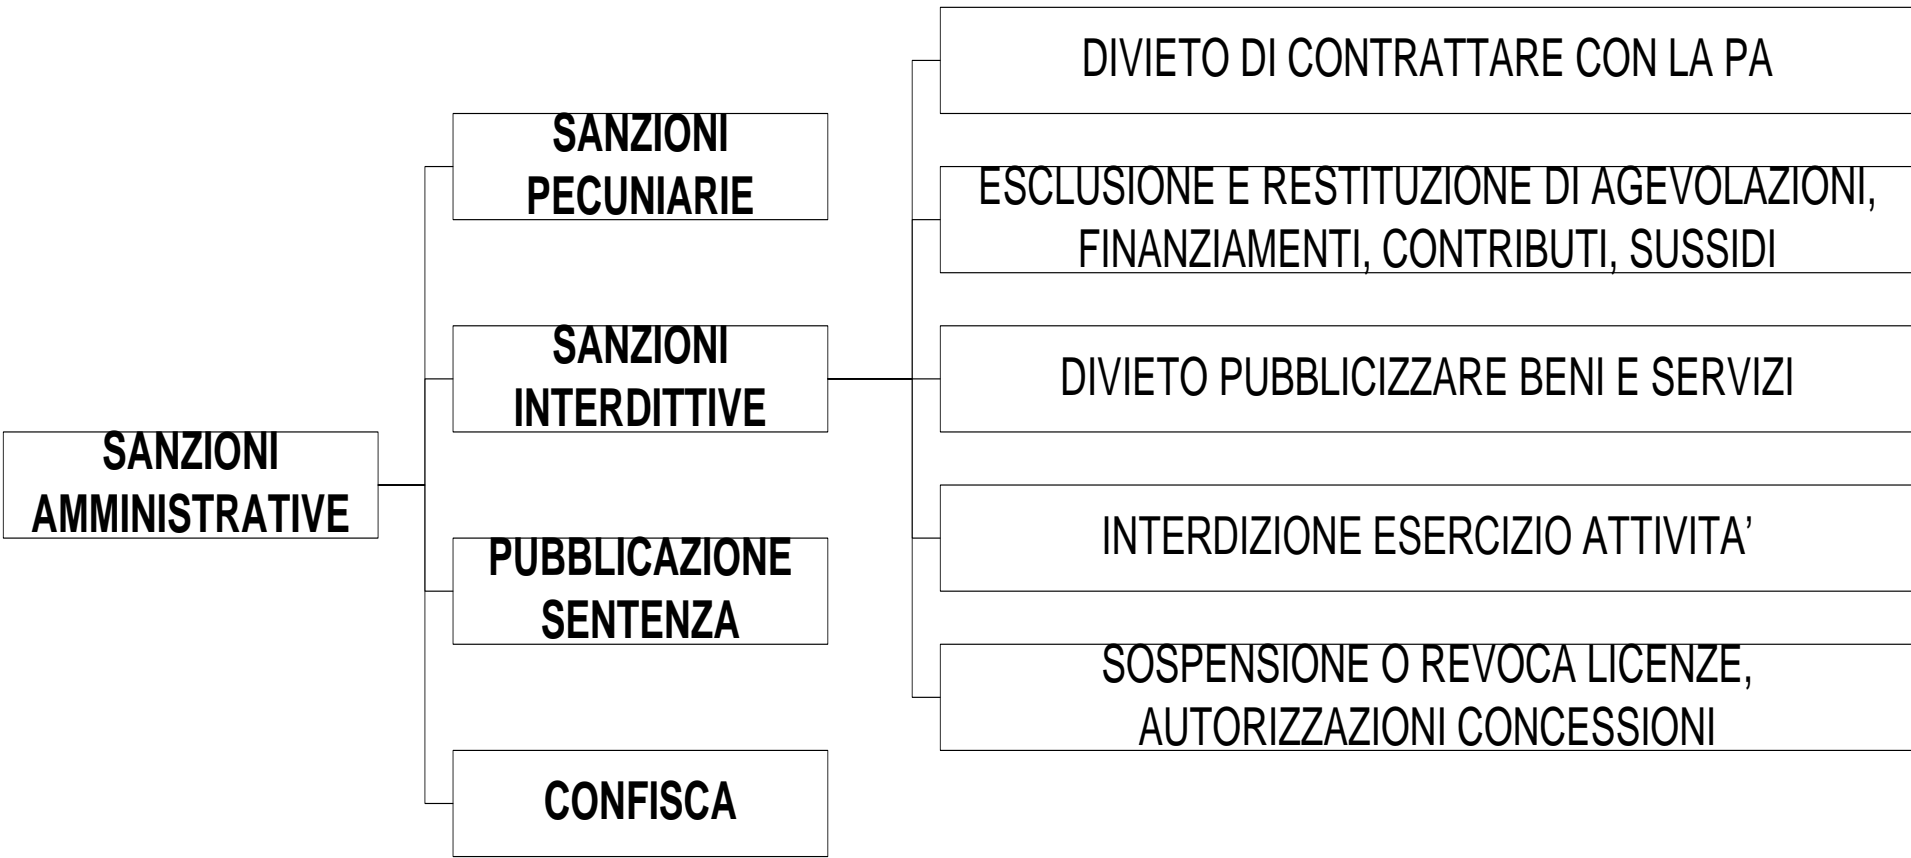 SANZIONI
AMMINISTRATIVE
SANZIONI
PECUNIARIE
SANZIONI
INTERDITTIVE
PUBBLICAZIONE
SENTENZA
CONFISCA
DIVIETO DI CONTRATTARE CON LA PA
ESCLUSIONE E RESTITUZIONE DI AGEVOLAZIONI,
FINANZIAMENTI, CONTRIBUTI, SUSSIDI
DIVIETO PUBBLICIZZARE BENI E SERVIZI
INTERDIZIONE ESERCIZIO ATTIVITA’
SOSPENSIONE O REVOCA LICENZE,
AUTORIZZAZIONI CONCESSIONI